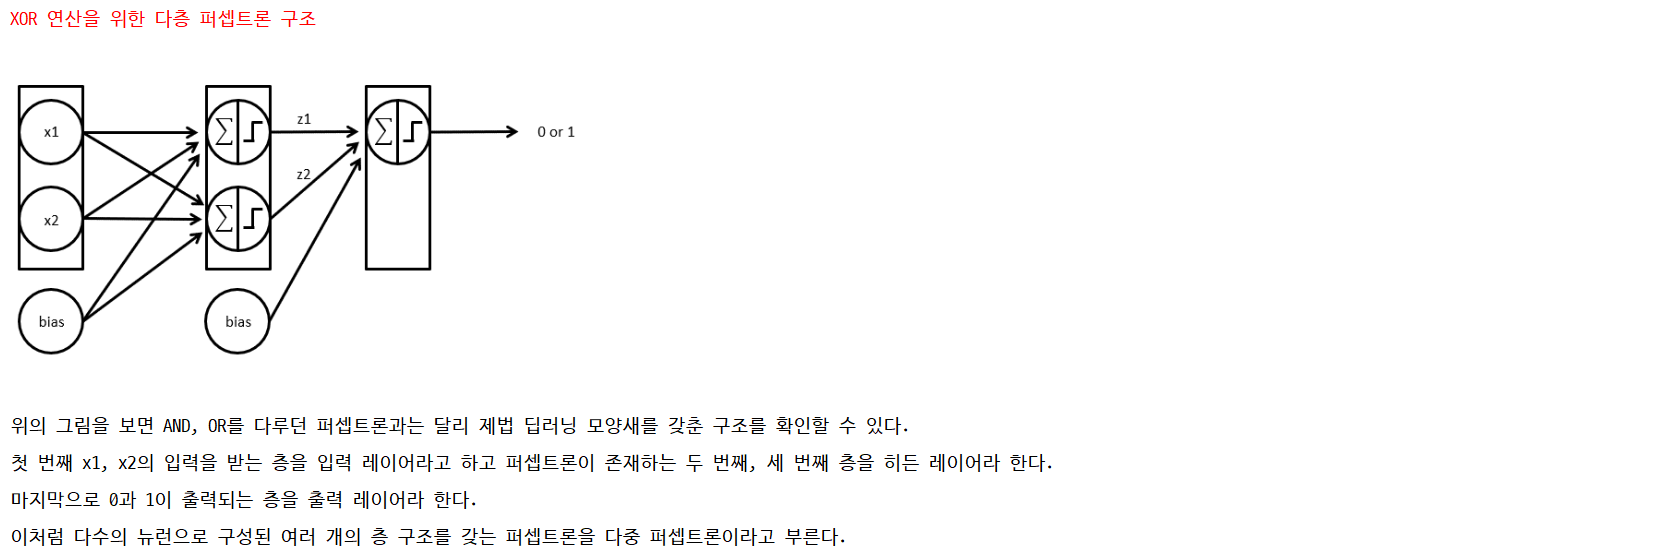 XOR 연산을 위한 다층 퍼셉트론 구조
x1
∑
z1
∑
0 or 1
x2
∑
z2
bias
bias
위의 그림을 보면 AND, OR를 다루던 퍼셉트론과는 달리 제법 딥러닝 모양새를 갖춘 구조를 확인할 수 있다.
첫 번째 x1, x2의 입력을 받는 층을 입력 레이어라고 하고 퍼셉트론이 존재하는 두 번째, 세 번째 층을 히든 레이어라 한다.
마지막으로 0과 1이 출력되는 층을 출력 레이어라 한다.
이처럼 다수의 뉴런으로 구성된 여러 개의 층 구조를 갖는 퍼셉트론을 다중 퍼셉트론이라고 부른다.